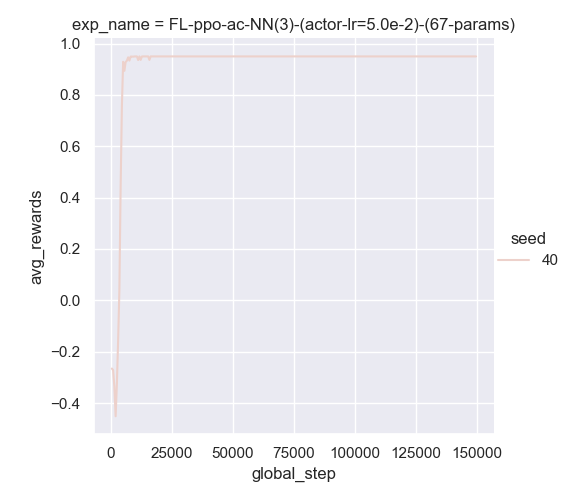 exp_name = FL-ppo-ac-NN(3)-(actor-lr=5.0e-2)-(67-params)
1.0
0.8
0.6
0.4
0.2
0.0
−0.2
−0.4
avg_rewards
0 25000 50000 75000 100000 125000 150000
global_step
seed
40